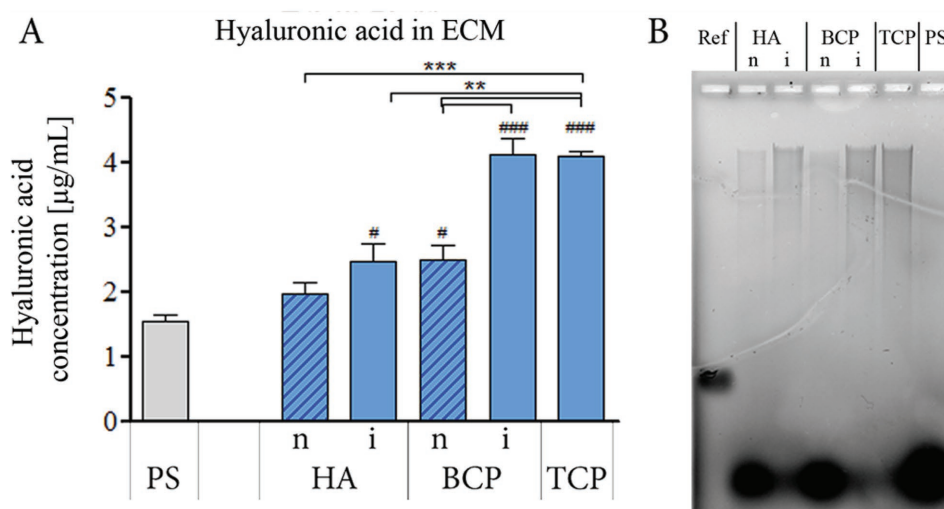 A
Hyaluronic acid in ECM
***
**
### ###
# #
Hyaluronic acid
concentration [µg/mL]
5
4
3
2
1
0
n i n i
PS HA BCP TCP
B
Ref HA BCP TCP PS
n i n i